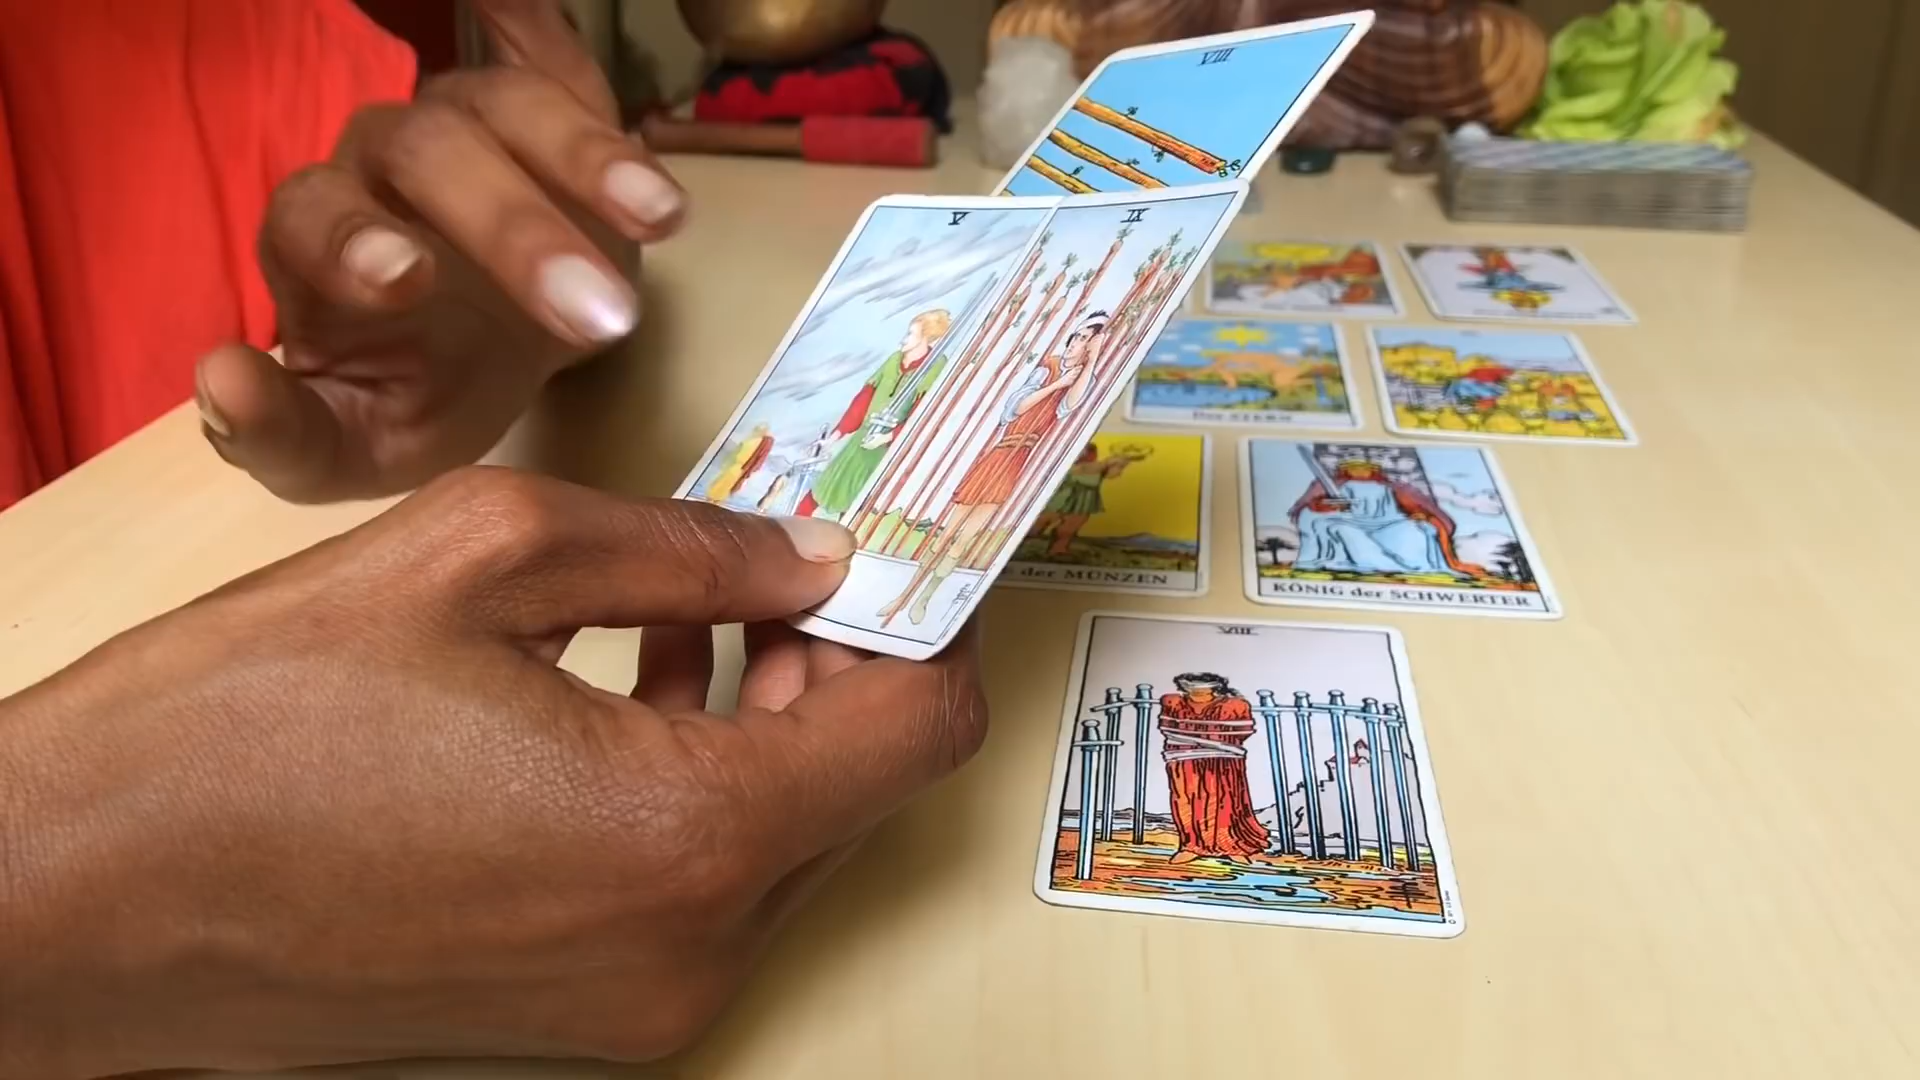 VIII
V
IX
Der STERN
der MÜNZEN
KÖNIG der SCHWERTER
VIII